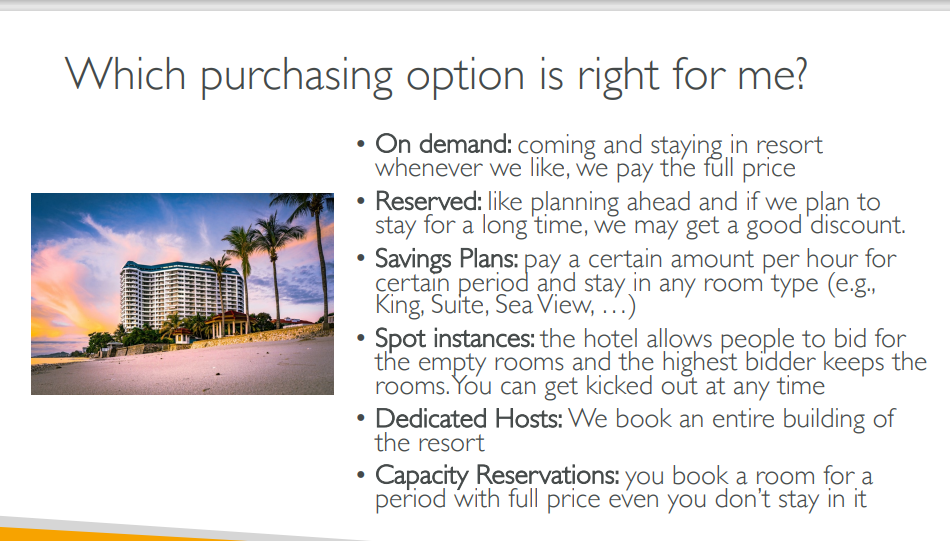 Which purchasing option is right for me?
• On demand: coming and staying in resort
whenever we like, we pay the full price
• Reserved: like planning ahead and if we plan to
stay for a long time, we may get a good discount.
• Savings Plans: pay a certain amount per hour for
certain period and stay in any room type (e.g.,
King, Suite, Sea View, …)
• Spot instances: the hotel allows people to bid for
the empty rooms and the highest bidder keeps the
rooms. You can get kicked out at any time
• Dedicated Hosts: We book an entire building of
the resort
• Capacity Reservations: you book a room for a
period with full price even you don’t stay in it